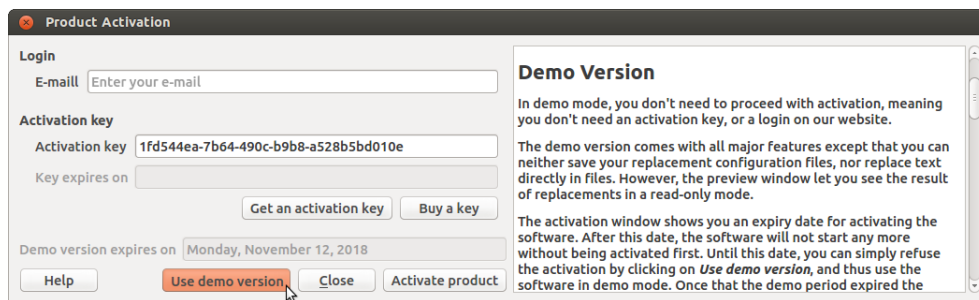 Product Activation
Login
E-maill Enter your e-mail
Activation key
Activation key 1fd544ea-7b64-490c-b9b8-a528b5bd010e
Key expires on
Get an activation key Buy a key
Demo version expires on Monday, November 12, 2018
Help Use demo version Close Activate product
Demo Version
In demo mode, you don't need to proceed with activation, meaning
you don't need an activation key, or a login on our website.
The demo version comes with all major features except that you can
neither save your replacement configuration files, nor replace text
directly in files. However, the preview window let you see the result
of replacements in a read-only mode.
The activation window shows you an expiry date for activating the
software. After this date, the software will not start any more
without being activated first. Until this date, you can simply refuse
the activation by clicking on Use demo version, and thus use the
software in demo mode. Once that the demo period expired the